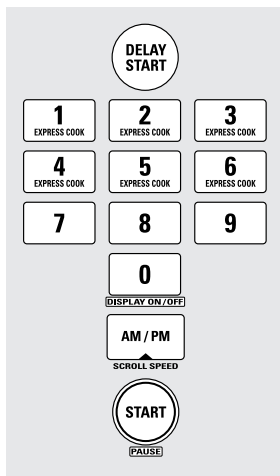 DELAY
START
1 2 3
EXPRESS COOK EXPRESS COOK EXPRESS COOK
4 5 6
EXPRESS COOK EXPRESS COOK EXPRESS COOK
7 8 9
0
DISPLAY ON/OFF
AM / PM
SCROLL SPEED
START
PAUSE